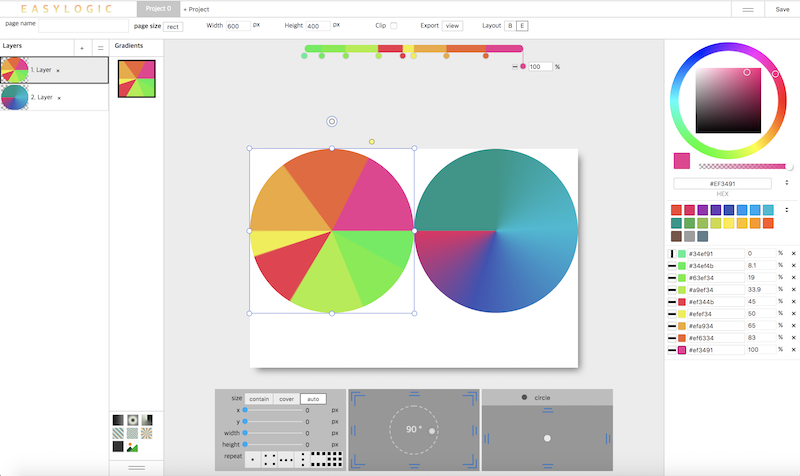 EASYLOGIC
Project 0
+ Project
Save
page name
page size rect
Width 600 px
Height 400 px
Clip
Export view
Layout B E
Layers + =
Gradients
100 %
1. Layer ×
2. Layer ×
#EF3491
HEX
#34ef91 0 % ×
#34ef4b 8.1 % ×
#63ef34 19 % ×
#a9ef34 33.9 % ×
#ef344b 45 % ×
#efef34 50 % ×
#efa934 65 % ×
#ef6334 83 % ×
#ef3491 100 % ×
size contain cover auto
x 0 px
y 0 px
width 0 px
height 0 px
repeat
90 °
circle